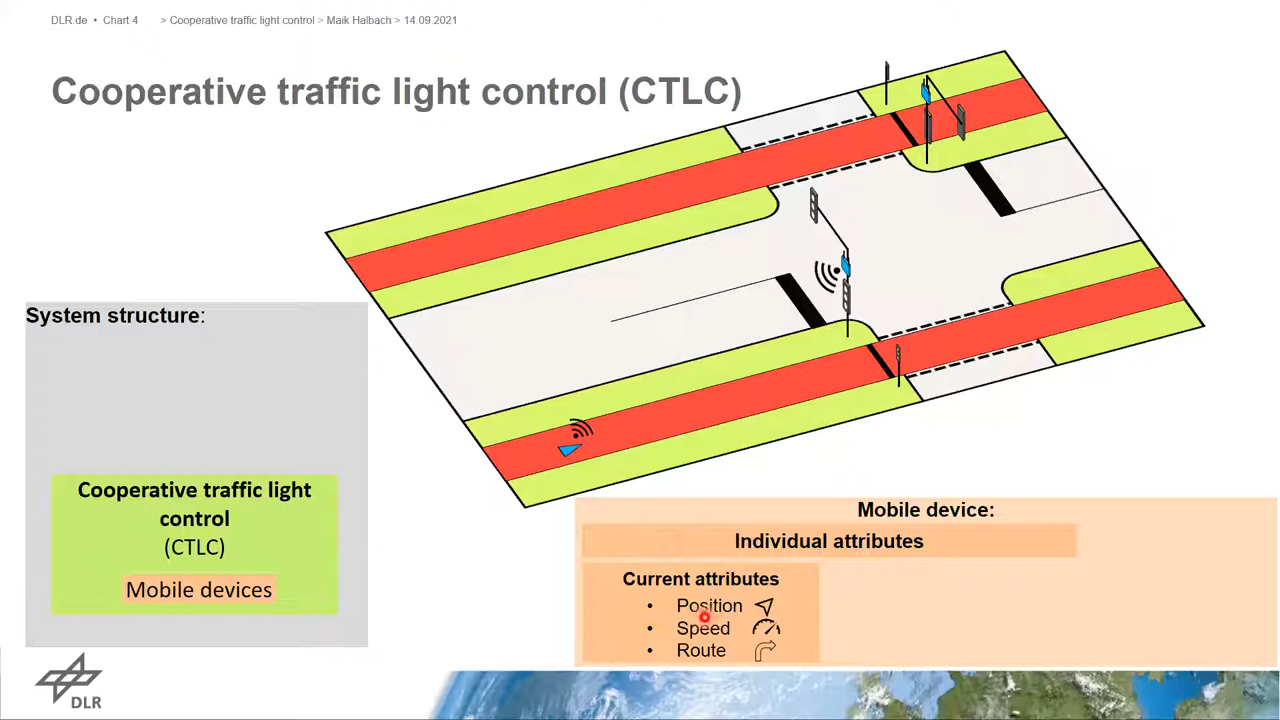 DLR.de • Chart 4 > Cooperative traffic light control > Maik Halbach > 14.09.2021
Cooperative traffic light control (CTLC)
System structure:
Cooperative traffic light
control
(CTLC)
Mobile devices
Mobile device:
Individual attributes
Current attributes
• Position
• Speed
• Route
DLR